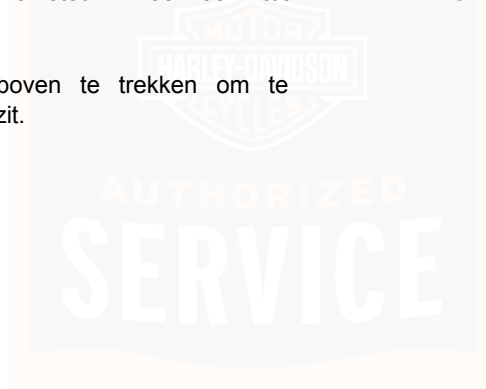 MOTOR
HARLEY-DAVIDSON
CYCLES
boven te trekken om te
zit.
AUTHORIZED
SERVICE